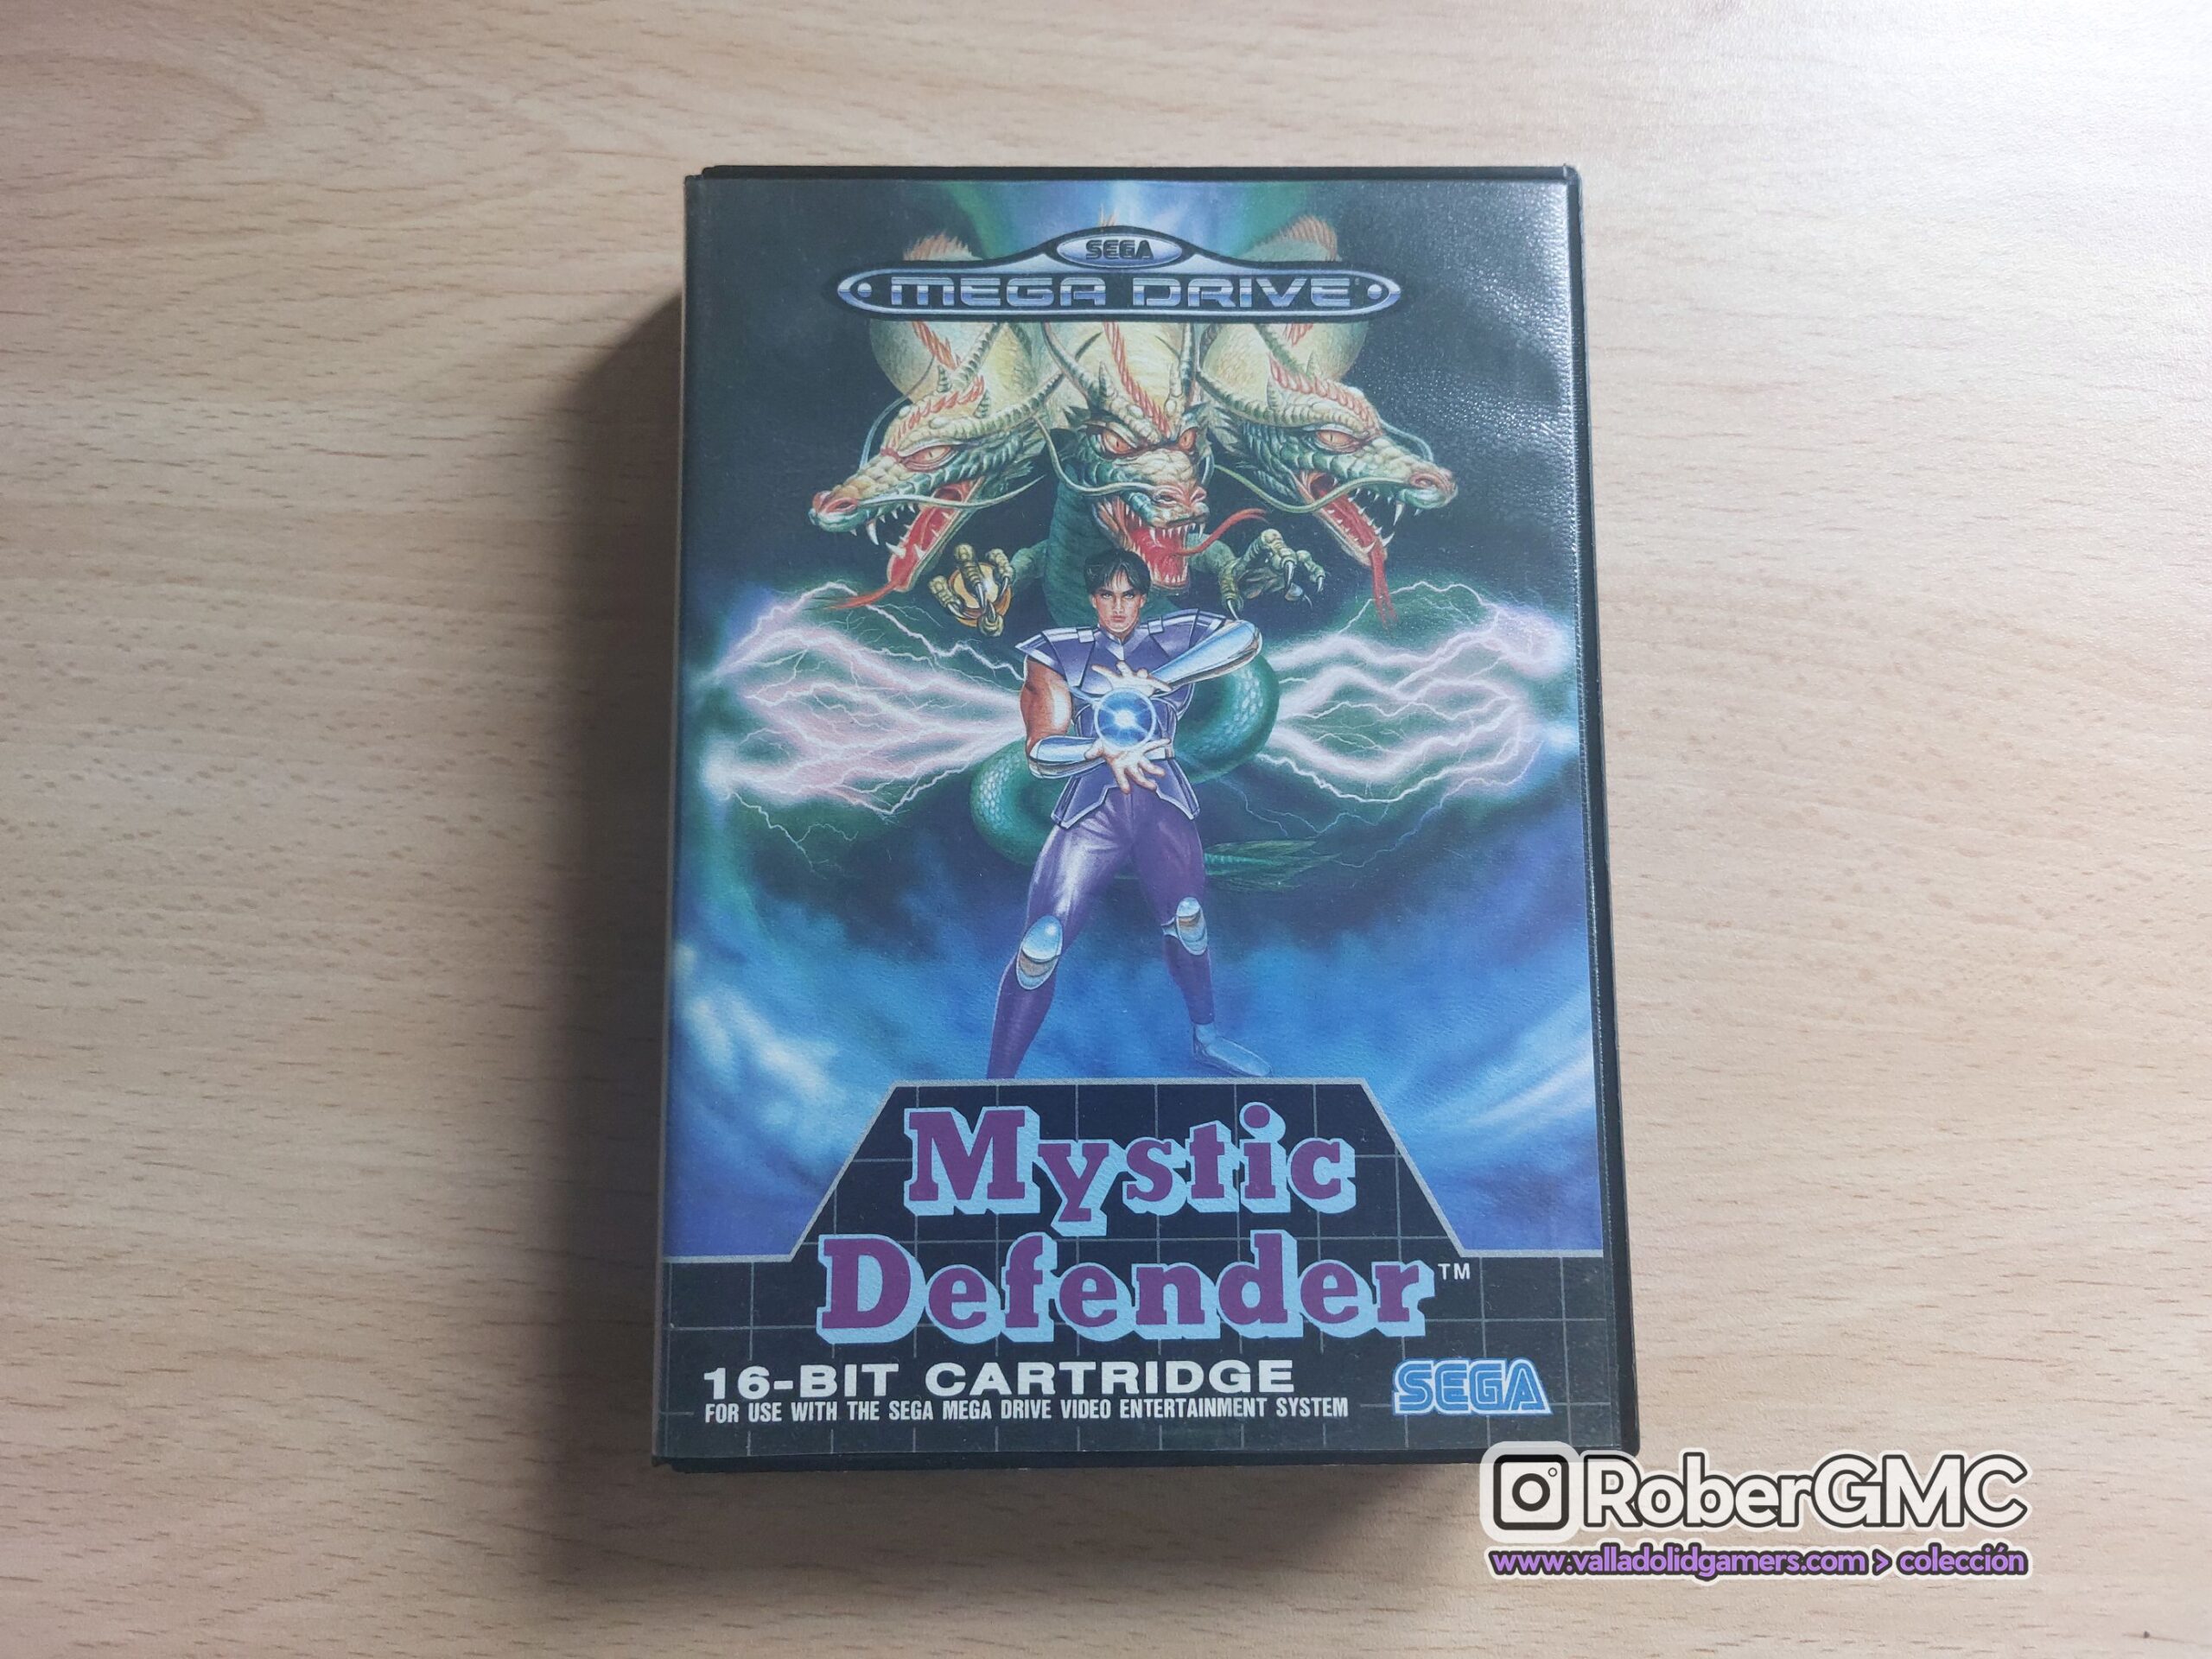 SEGA
MEGA DRIVE
Mystic
Defender™
16-BIT CARTRIDGE
FOR USE WITH THE SEGA MEGA DRIVE VIDEO ENTERTAINMENT SYSTEM
SEGA
RoberGMC
www.valladolidgamers.com > colección